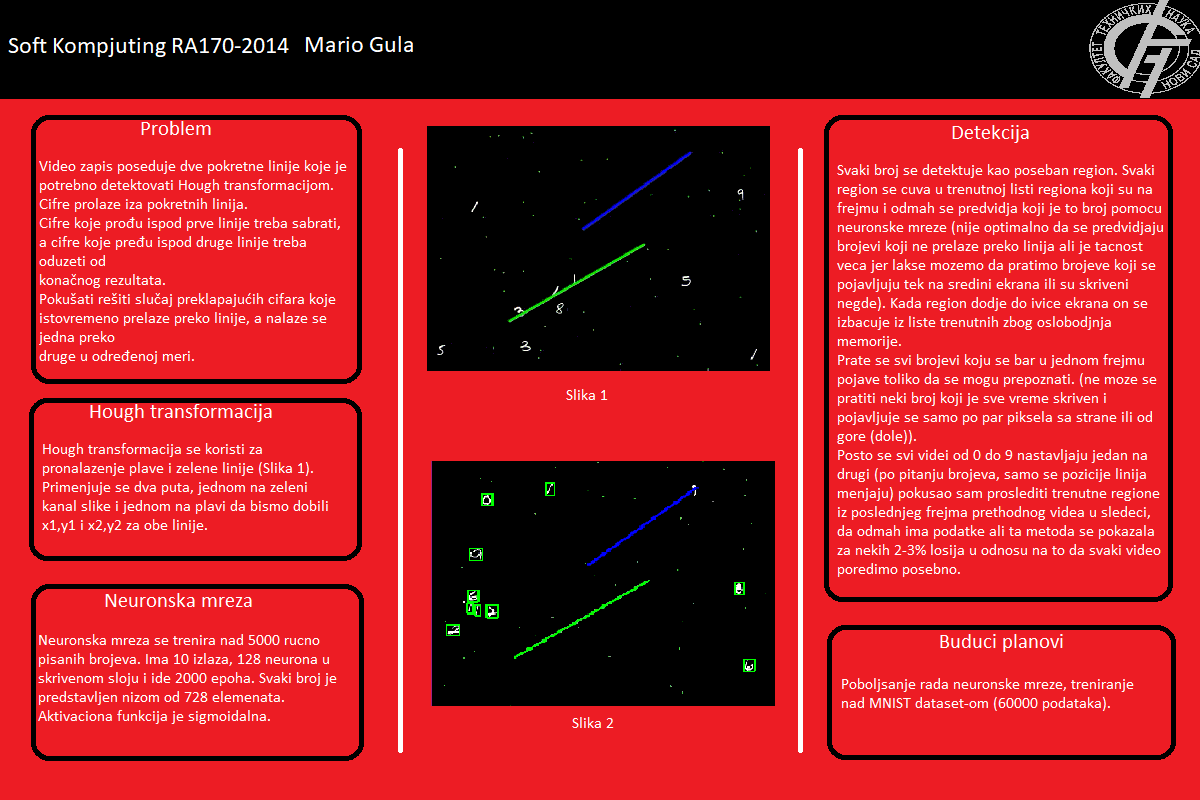 Soft Kompjuting RA170-2014 Mario Gula
ФАКУЛТЕТ ТЕХНИЧКИХ НАУКА
НОВИ САД
Problem
Video zapis poseduje dve pokretne linije koje je
potrebno detektovati Hough transformacijom.
Cifre prolaze iza pokretnih linija.
Cifre koje prođu ispod prve linije treba sabrati,
a cifre koje pređu ispod druge linije treba
oduzeti od
konačnog rezultata.
Pokušati rešiti slučaj preklapajućih cifara koje
istovremeno prelaze preko linije, a nalaze se
jedna preko
druge u određenoj meri.
Hough transformacija
Hough transformacija se koristi za
pronalazenje plave i zelene linije (Slika 1).
Primenjuje se dva puta, jednom na zeleni
kanal slike i jednom na plavi da bismo dobili
x1,y1 i x2,y2 za obe linije.
Neuronska mreza
Neuronska mreza se trenira nad 5000 rucno
pisanih brojeva. Ima 10 izlaza, 128 neurona u
skrivenom sloju i ide 2000 epoha. Svaki broj je
predstavljen nizom od 728 elemenata.
Aktivaciona funkcija je sigmoidalna.
1
9
1
5
1
3
8
3
5
1
Slika 1
Slika 2
Detekcija
Svaki broj se detektuje kao poseban region. Svaki
region se cuva u trenutnoj listi regiona koji su na
frejmu i odmah se predvidja koji je to broj pomocu
neuronske mreze (nije optimalno da se predvidjaju
brojevi koji ne prelaze preko linija ali je tacnost
veca jer lakse mozemo da pratimo brojeve koji se
pojavljuju tek na sredini ekrana ili su skriveni
negde). Kada region dodje do ivice ekrana on se
izbacuje iz liste trenutnih zbog oslobodjnja
memorije.
Prate se svi brojevi koju se bar u jednom frejmu
pojave toliko da se mogu prepoznati. (ne moze se
pratiti neki broj koji je sve vreme skriven i
pojavljuje se samo po par piksela sa strane ili od
gore (dole)).
Posto se svi videi od 0 do 9 nastavljaju jedan na
drugi (po pitanju brojeva, samo se pozicije linija
menjaju) pokusao sam proslediti trenutne regione
iz poslednjeg frejma prethodnog videa u sledeci,
da odmah ima podatke ali ta metoda se pokazala
za nekih 2-3% losija u odnosu na to da svaki video
poredimo posebno.
Buduci planovi
Poboljsanje rada neuronske mreze, treniranje
nad MNIST dataset-om (60000 podataka).